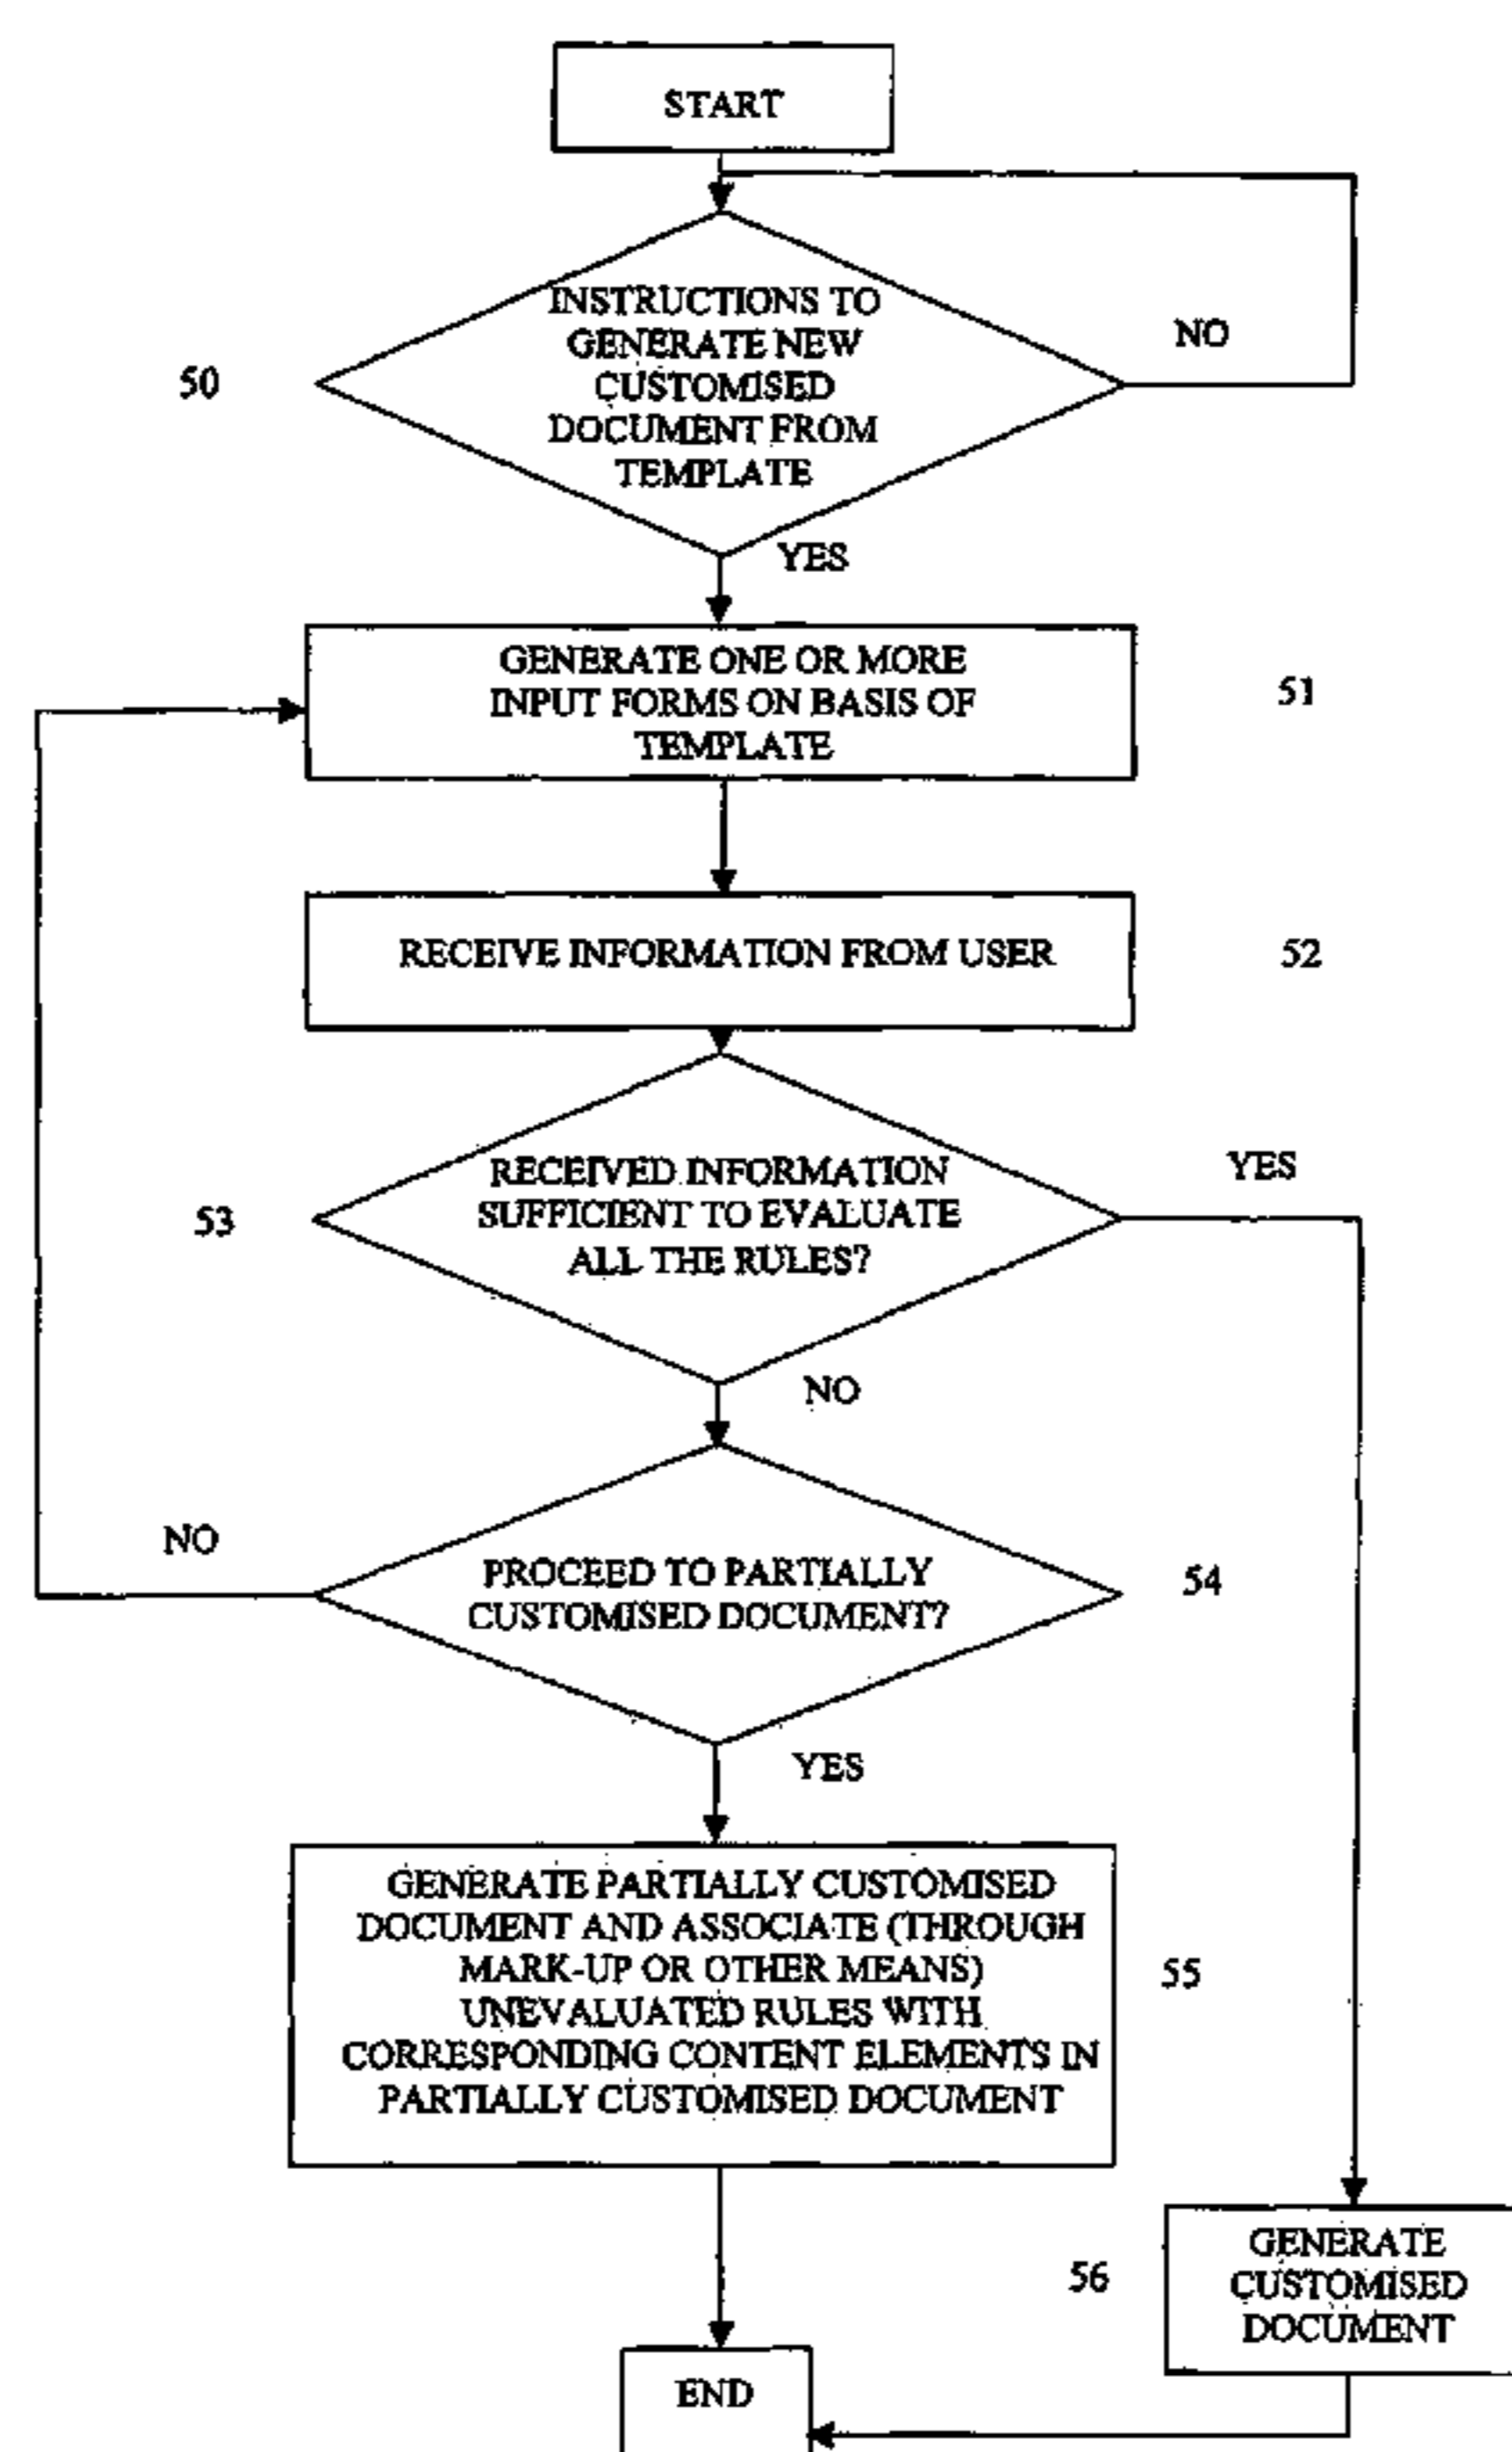 START
INSTRUCTIONS TO
GENERATE NEW
CUSTOMISED
DOCUMENT FROM
TEMPLATE
NO
50
YES
GENERATE ONE OR MORE
INPUT FORMS ON BASIS OF
TEMPLATE
51
RECEIVE INFORMATION FROM USER
52
RECEIVED INFORMATION
SUFFICIENT TO EVALUATE
ALL THE RULES?
YES
53
NO
PROCEED TO PARTIALLY
CUSTOMISED DOCUMENT?
NO
54
YES
GENERATE PARTIALLY CUSTOMISED
DOCUMENT AND ASSOCIATE (THROUGH
MARK-UP OR OTHER MEANS)
UNEVALUATED RULES WITH
CORRESPONDING CONTENT ELEMENTS IN
PARTIALLY CUSTOMISED DOCUMENT
55
GENERATE
CUSTOMISED
DOCUMENT
56
END